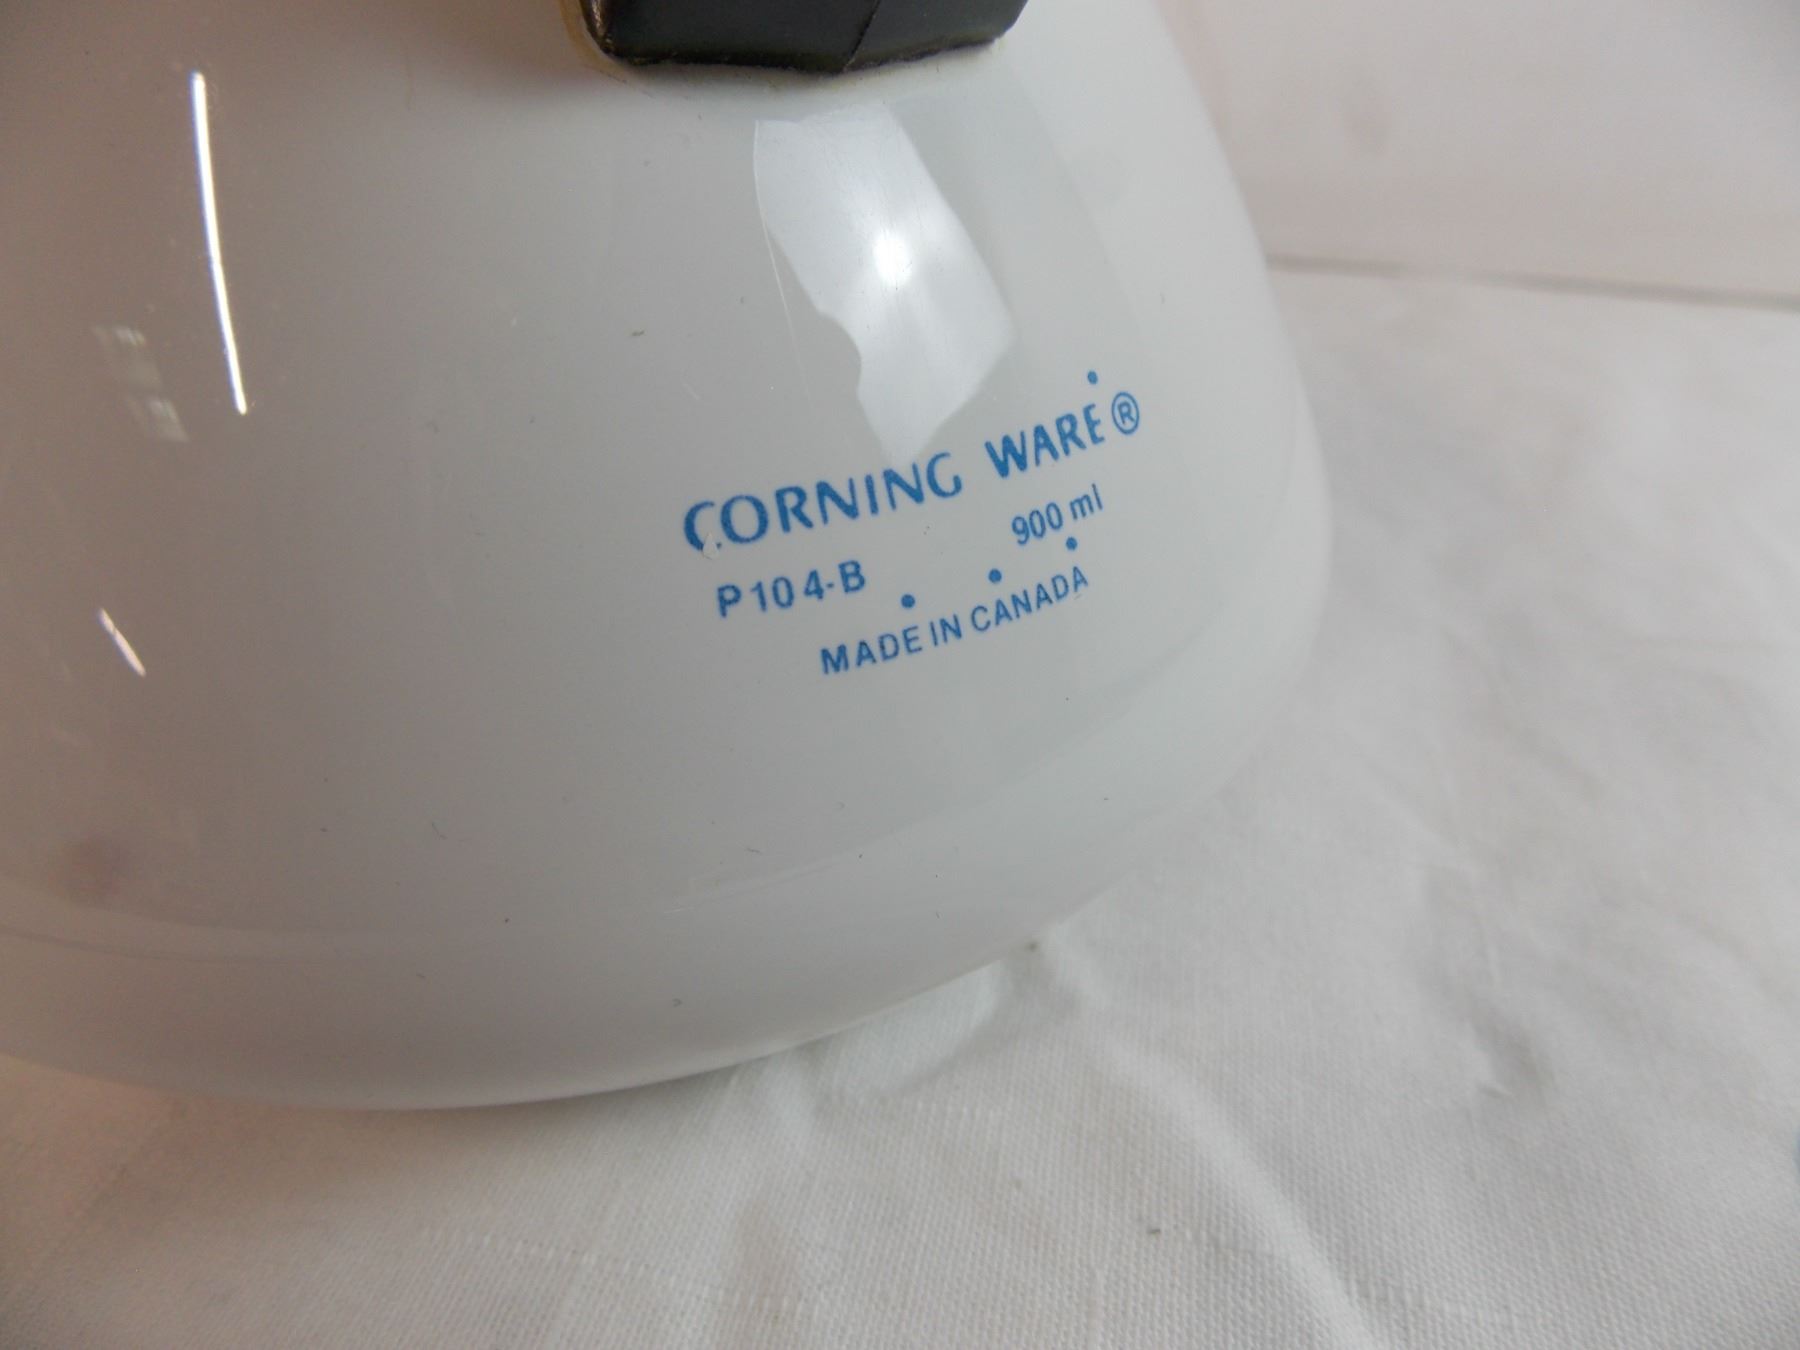 CORNING WARE®
P104-B 900 ml
MADE IN CANADA